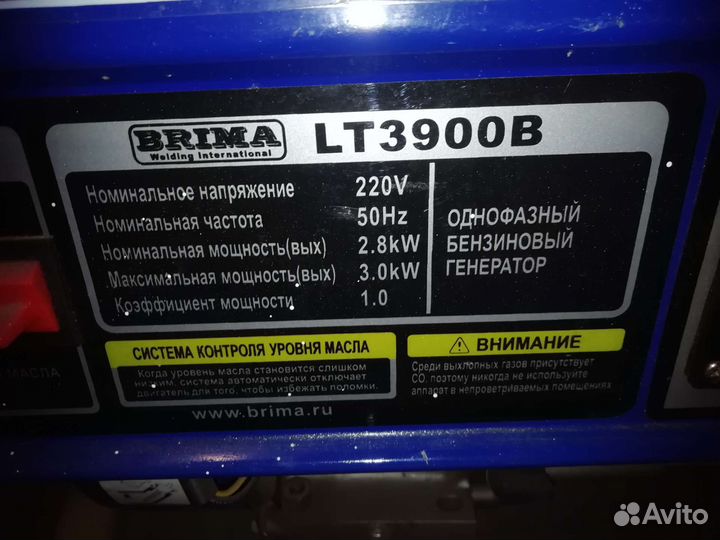 BRIMA
Welding International
LT3900B
Номинальное напряжение 220V
Номинальная частота 50Hz
Номинальная мощность(вых) 2.8kW
Максимальная мощность(вых) 3.0kW
Коэффициент мощности 1.0
ОДНОФАЗНЫЙ
БЕНЗИНОВЫЙ
ГЕНЕРАТОР
СИСТЕМА КОНТРОЛЯ УРОВНЯ МАСЛА
Когда уровень масла становится слишком
низким, система автоматически отключает
двигатель для того, чтобы избежать поломки.
ВНИМАНИЕ
Среди выхлопных газов присутствует
CO, поэтому никогда не используйте
аппарат в непроветриваемых помещениях
МАСЛА
www.brima.ru
Avito